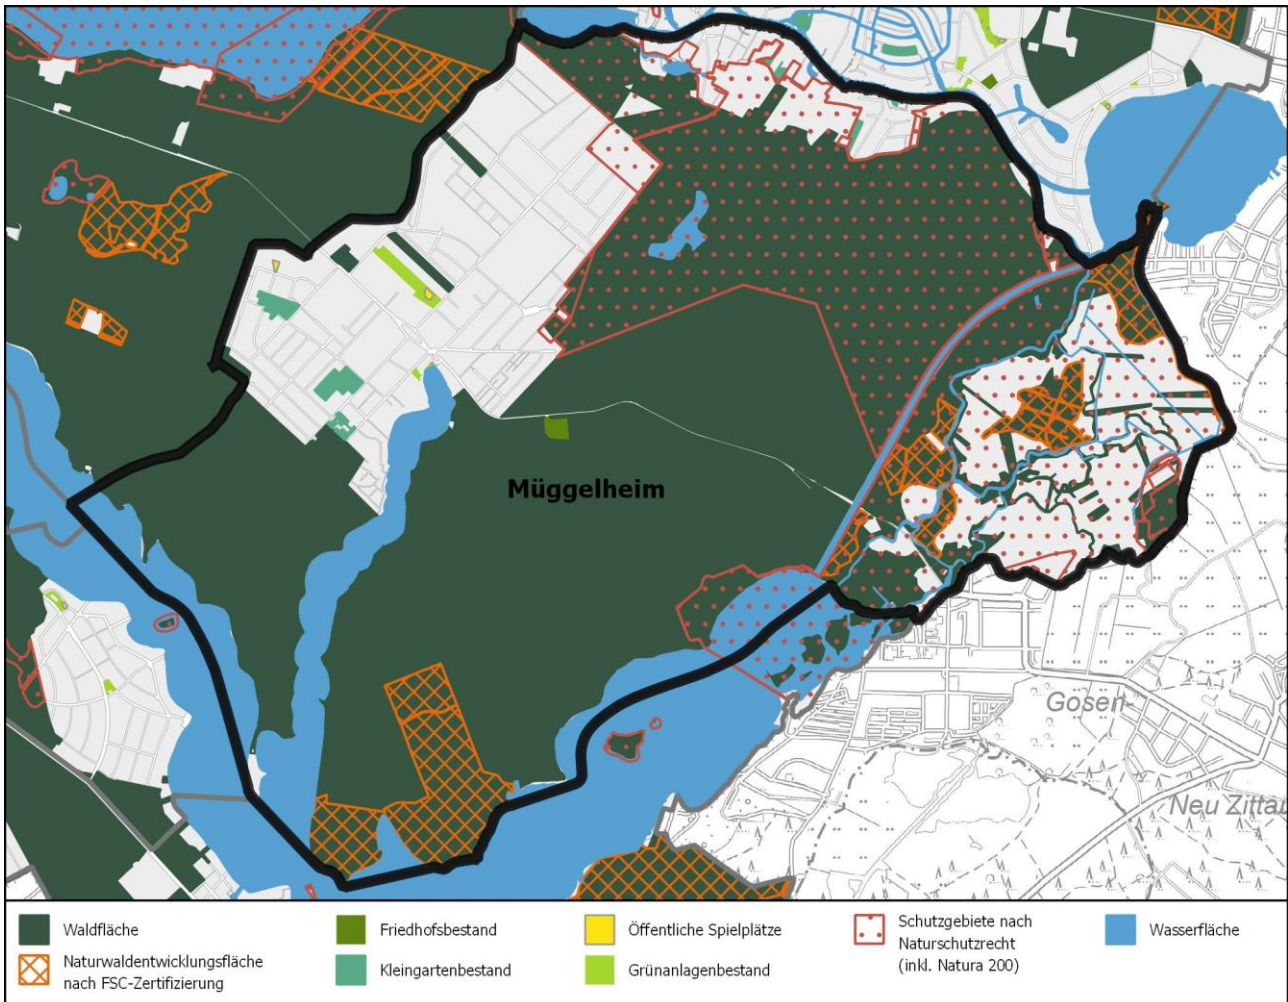 Müggelheim
Gosen-
Neu Zittau
Waldfläche
Naturwaldentwicklungsfläche
nach FSC-Zertifizierung
Friedhofsbestand
Kleingartenbestand
Öffentliche Spielplätze
Grünanlagenbestand
Schutzgebiete nach
Naturschutzrecht
(inkl. Natura 200)
Wasserfläche